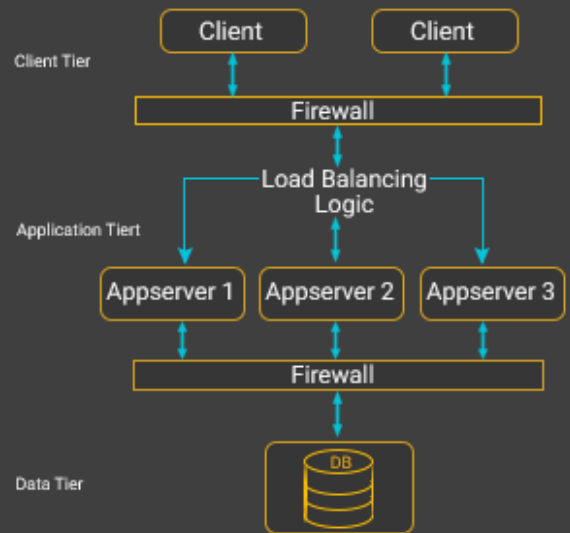 Client
Client
Client Tier
Firewall
Load Balancing
Logic
Application Tiert
Appserver 1
Appserver 2
Appserver 3
Firewall
DB
Data Tier